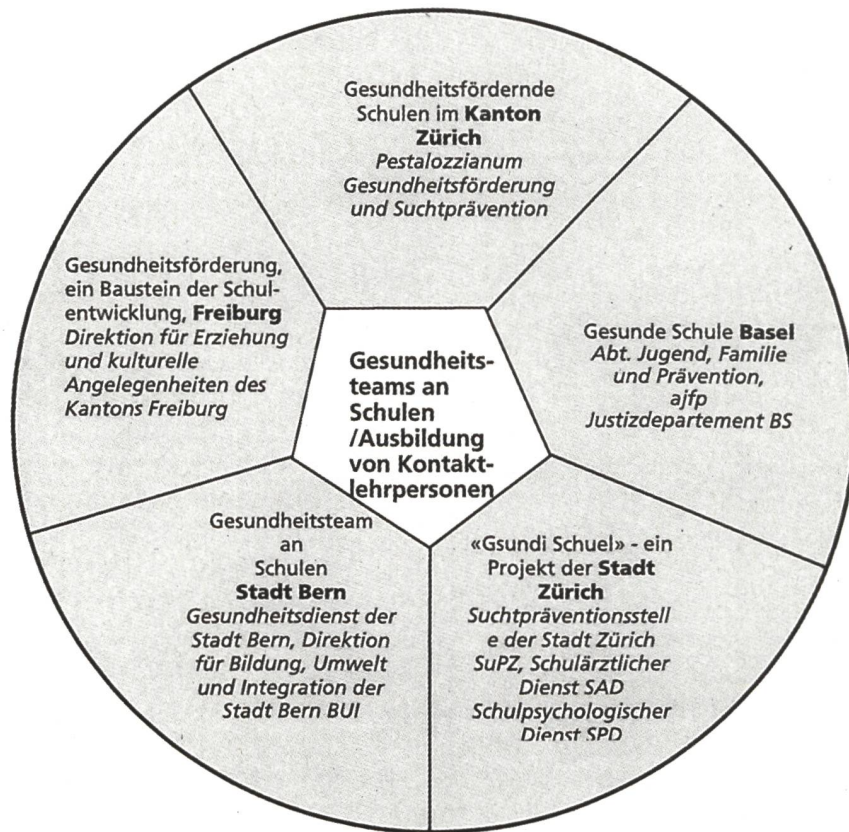 Gesundheitsfördernde
Schulen im Kanton
Zürich
Pestalozzianum
Gesundheitsförderung
und Suchtprävention
Gesundheitsförderung,
ein Baustein der Schul-
entwicklung, Freiburg
Direktion für Erziehung
und kulturelle
Angelegenheiten des
Kantons Freiburg
Gesunde Schule Basel
Abt. Jugend, Familie
und Prävention,
ajfp
Justizdepartement BS
Gesundheits-
teams an
Schulen
/Ausbildung
von Kontakt-
lehrpersonen
Gesundheitsteam
an
Schulen
Stadt Bern
Gesundheitsdienst der
Stadt Bern, Direktion
für Bildung, Umwelt
und Integration der
Stadt Bern BUI
«Gsundi Schuel» - ein
Projekt der Stadt
Zürich
Suchtpräventionsstell
e der Stadt Zürich
SuPZ, Schulärztlicher
Dienst SAD
Schulpsychologischer
Dienst SPD